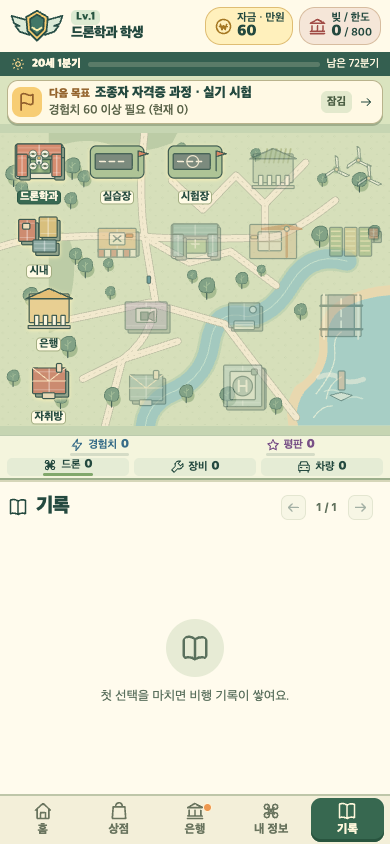 Lv.1
드론학과 학생
자금 · 만원
60
빚 / 한도
0 / 800
20세 1분기
남은 72분기
다음 목표 조종자 자격증 과정 · 실기 시험
경험치 60 이상 필요 (현재 0)
잠김
드론학과
실습장
시험장
시내
은행
자취방
H
경험치 0
평판 0
드론 0
장비 0
차량 0
기록
1 / 1
첫 선택을 마치면 비행 기록이 쌓여요.
홈
상점
은행
내 정보
기록